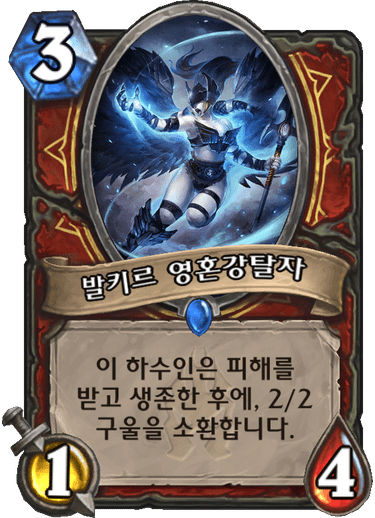 3
발키르 영혼강탈자
이 하수인은 피해를
받고 생존한 후에, 2/2
구울을 소환합니다.
1
4